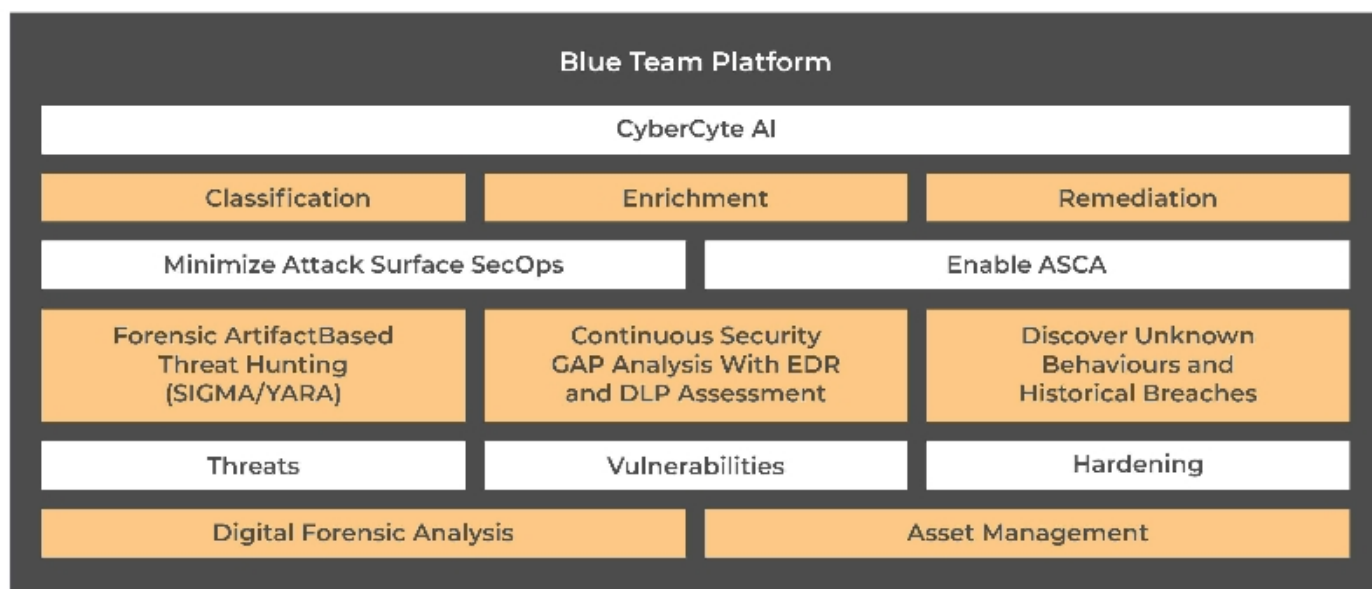 Blue Team Platform
CyberCyte AI
Classification
Enrichment
Remediation
Minimize Attack Surface SecOps
Enable ASCA
Forensic ArtifactBased
Threat Hunting
(SIGMA/YARA)
Continuous Security
GAP Analysis With EDR
and DLP Assessment
Discover Unknown
Behaviours and
Historical Breaches
Threats
Vulnerabilities
Hardening
Digital Forensic Analysis
Asset Management